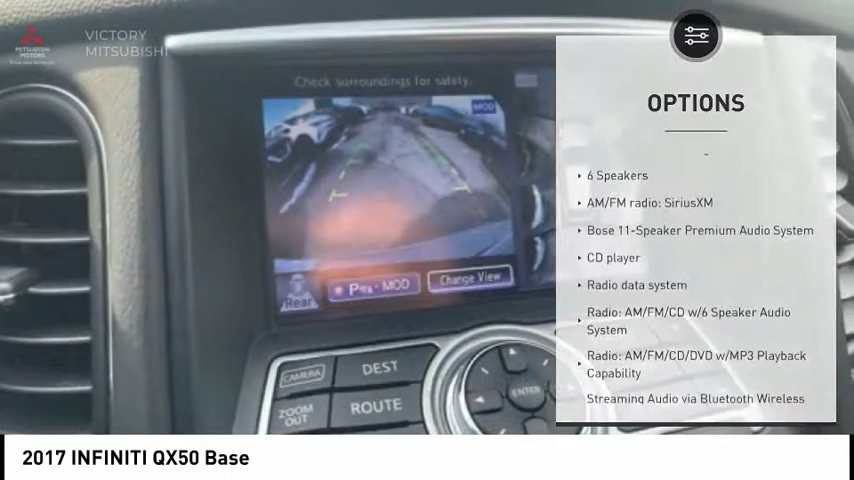 MITSUBISHI
MOTORS
VICTORY
MITSUBISHI
Check surroundings for safety.
MOD
Rear
MOD
Change View
CAMERA
DEST
ZOOM
OUT
ROUTE
ENTER
OPTIONS
-
‣ 6 Speakers
‣ AM/FM radio: SiriusXM
‣ Bose 11-Speaker Premium Audio System
‣ CD player
‣ Radio data system
‣ Radio: AM/FM/CD w/6 Speaker Audio
System
‣ Radio: AM/FM/CD/DVD w/MP3 Playback
Capability
Streaming Audio via Bluetooth Wireless
2017 INFINITI QX50 Base